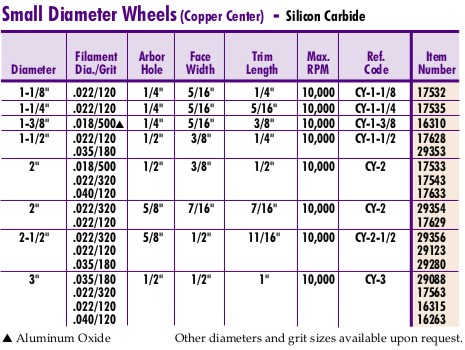 Small Diameter Wheels (Copper Center) - Silicon Carbide
Filament Arbor Face Trim Max. Ref. Item
Diameter Dia./Grit Hole Width Length RPM Code Number
1-1/8" .022/120 1/4" 5/16" 1/4" 10,000 CY-1-1/8 17532
1-1/4" .022/120 1/4" 5/16" 5/16" 10,000 CY-1-1/4 17535
1-3/8" .018/500▲ 1/4" 5/16" 3/8" 10,000 CY-1-3/8 16310
1-1/2" .022/120 1/2" 3/8" 1/4" 10,000 CY-1-1/2 17628
.035/180 29353
2" .018/500 1/2" 3/8" 1/2" 10,000 CY-2 17533
.022/320 17543
.040/120 17633
2" .022/320 5/8" 7/16" 7/16" 10,000 CY-2 29354
.022/120 17629
2-1/2" .022/320 5/8" 1/2" 11/16" 10,000 CY-2-1/2 29356
.022/120 29123
.035/180 29280
3" .035/180 1/2" 1/2" 1" 10,000 CY-3 29088
.022/320 17563
.022/120 16315
.040/120 16263
▲ Aluminum Oxide Other diameters and grit sizes available upon request.